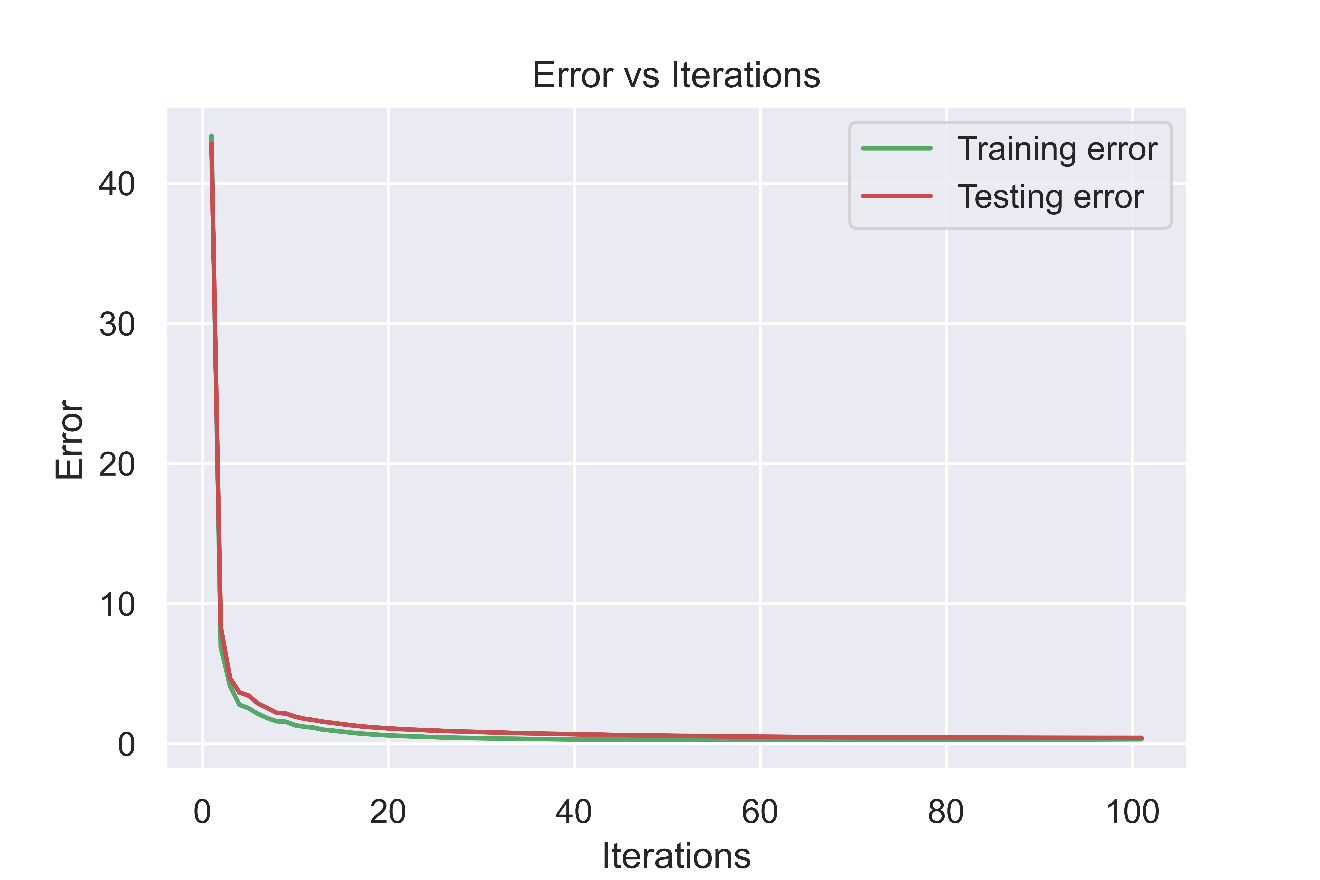 Error vs Iterations
Training error
Testing error
40
30
20
10
0
Error
0 20 40 60 80 100
Iterations